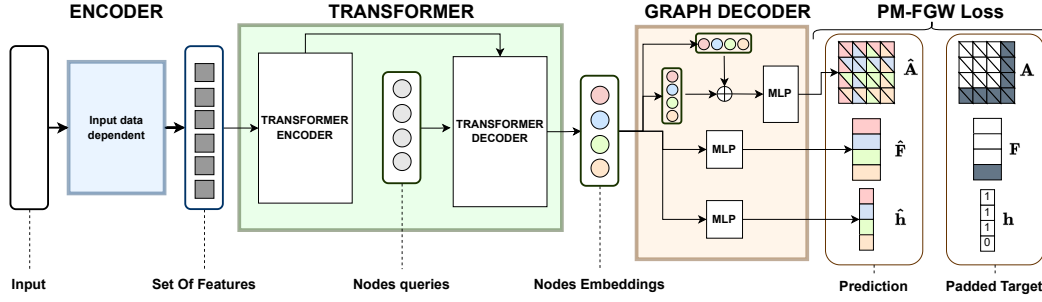 ENCODER
TRANSFORMER
GRAPH DECODER
PM-FGW Loss
Input data
dependent
TRANSFORMER
ENCODER
TRANSFORMER
DECODER
MLP
MLP
MLP
Â
A
F̂
F
ĥ
h
1
1
1
0
Input
Set Of Features
Nodes queries
Nodes Embeddings
Prediction
Padded Target